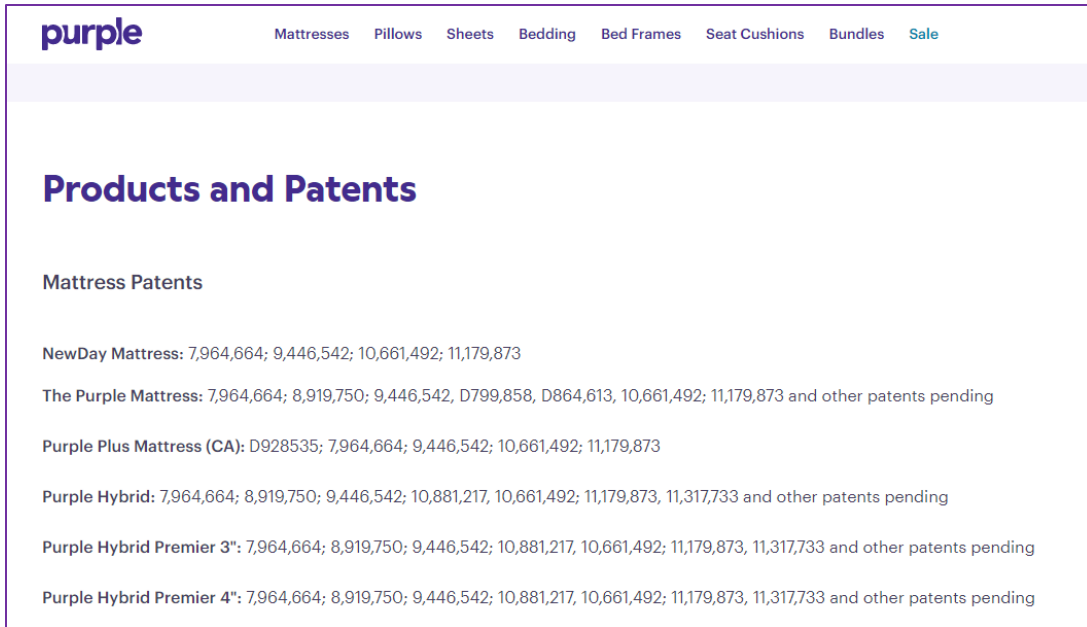 purple
Mattresses Pillows Sheets Bedding Bed Frames Seat Cushions Bundles Sale
Products and Patents
Mattress Patents
NewDay Mattress: 7,964,664; 9,446,542; 10,661,492; 11,179,873
The Purple Mattress: 7,964,664; 8,919,750; 9,446,542, D799,858, D864,613, 10,661,492; 11,179,873 and other patents pending
Purple Plus Mattress (CA): D928535; 7,964,664; 9,446,542; 10,661,492; 11,179,873
Purple Hybrid: 7,964,664; 8,919,750; 9,446,542; 10,881,217, 10,661,492; 11,179,873, 11,317,733 and other patents pending
Purple Hybrid Premier 3": 7,964,664; 8,919,750; 9,446,542; 10,881,217, 10,661,492; 11,179,873, 11,317,733 and other patents pending
Purple Hybrid Premier 4": 7,964,664; 8,919,750; 9,446,542; 10,881,217, 10,661,492; 11,179,873, 11,317,733 and other patents pending